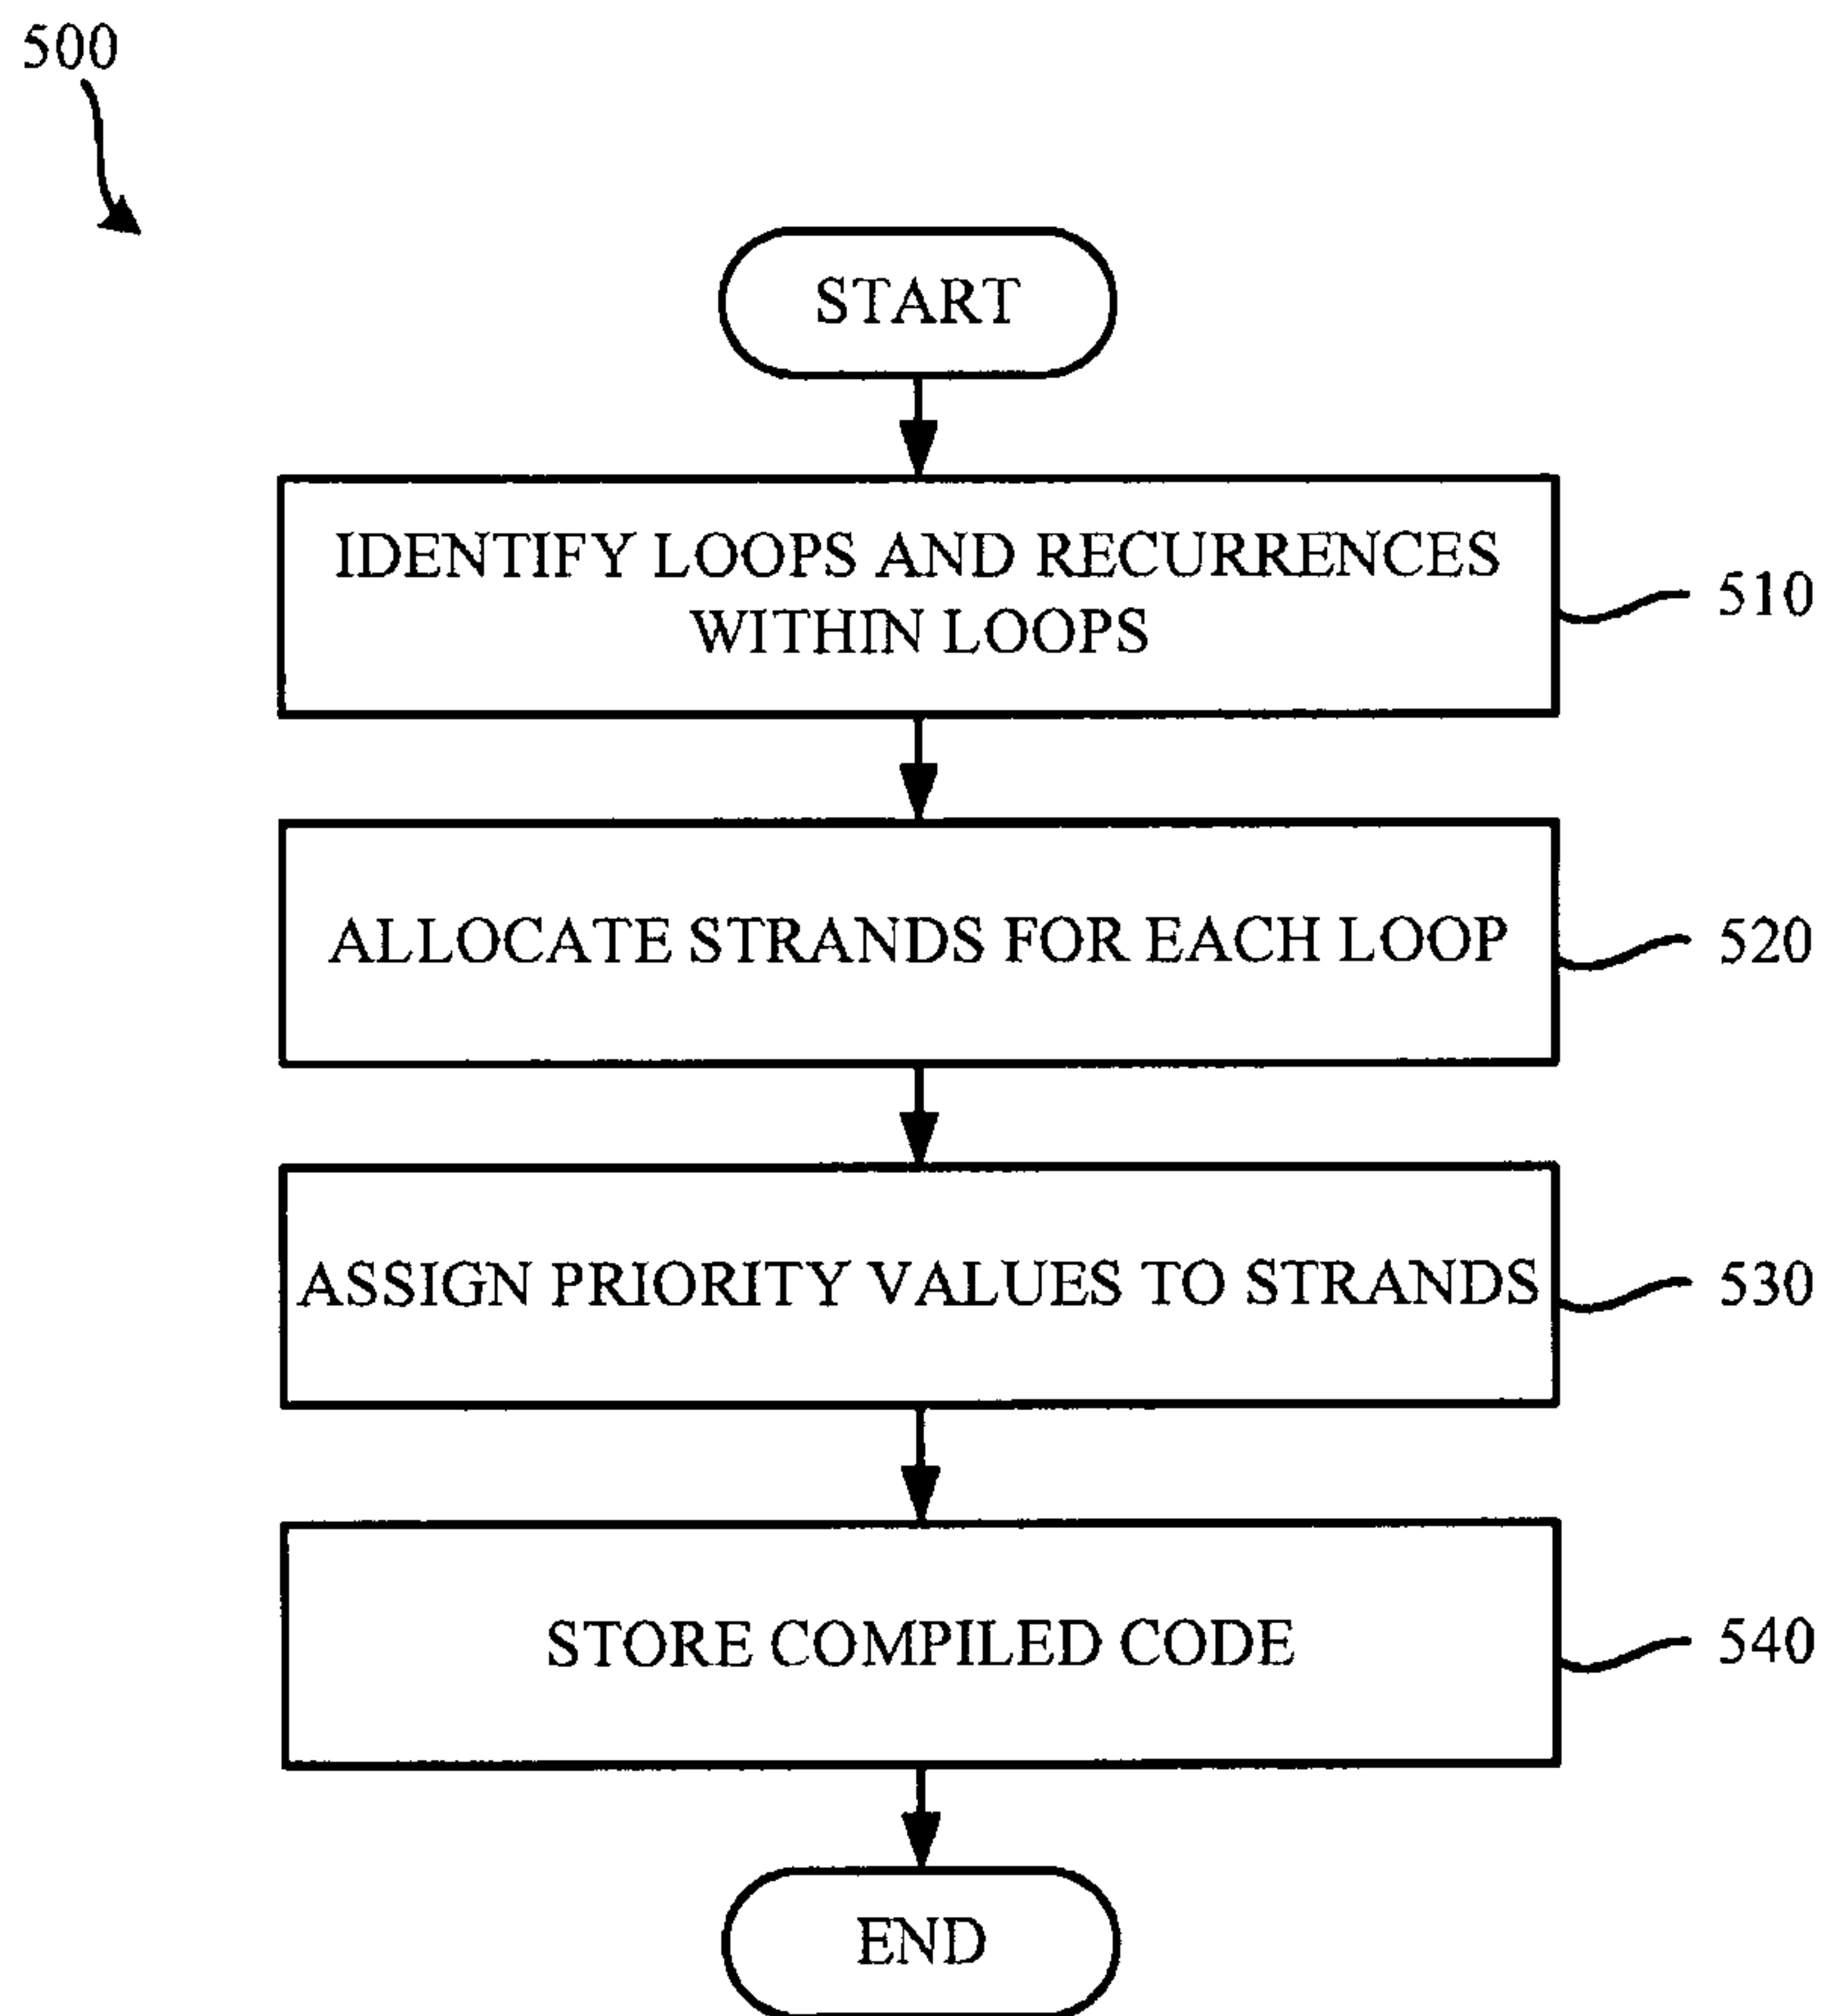 500
START
IDENTIFY LOOPS AND RECURRENCES
WITHIN LOOPS
510
ALLOCATE STRANDS FOR EACH LOOP
520
ASSIGN PRIORITY VALUES TO STRANDS
530
STORE COMPILED CODE
540
END